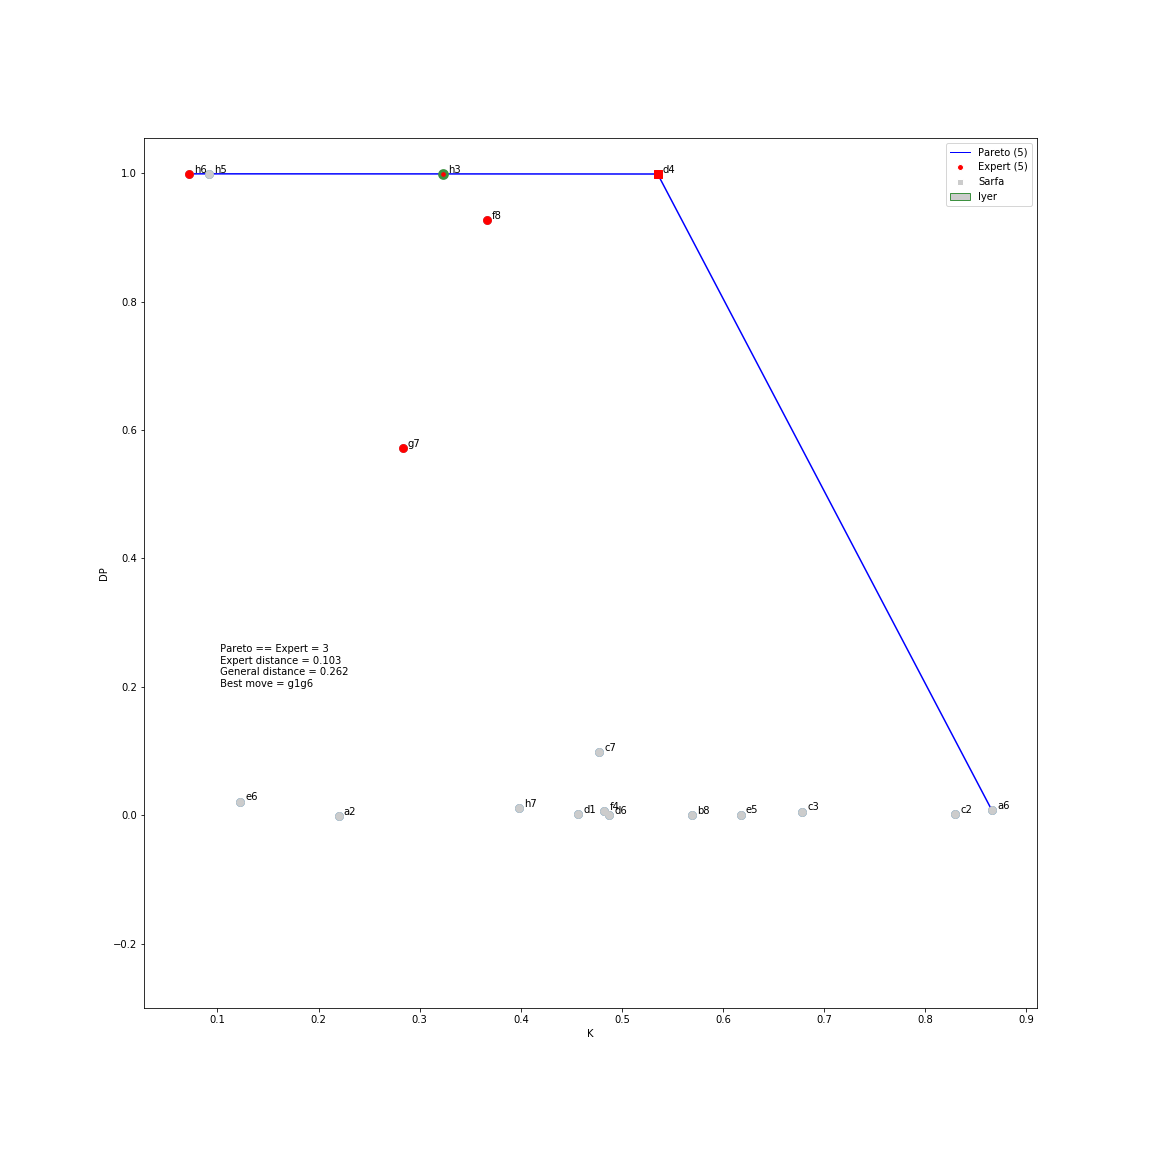 Pareto (5)
Expert (5)
Sarfa
Iyer
1.0
0.8
0.6
0.4
0.2
0.0
−0.2
DP
h6
h5
h3
d4
f8
g7
Pareto == Expert = 3
Expert distance = 0.103
General distance = 0.262
Best move = g1g6
c7
e6
a2
h7
d1
f4
d6
b8
e5
c3
c2
a6
0.1 0.2 0.3 0.4 0.5 0.6 0.7 0.8 0.9
K